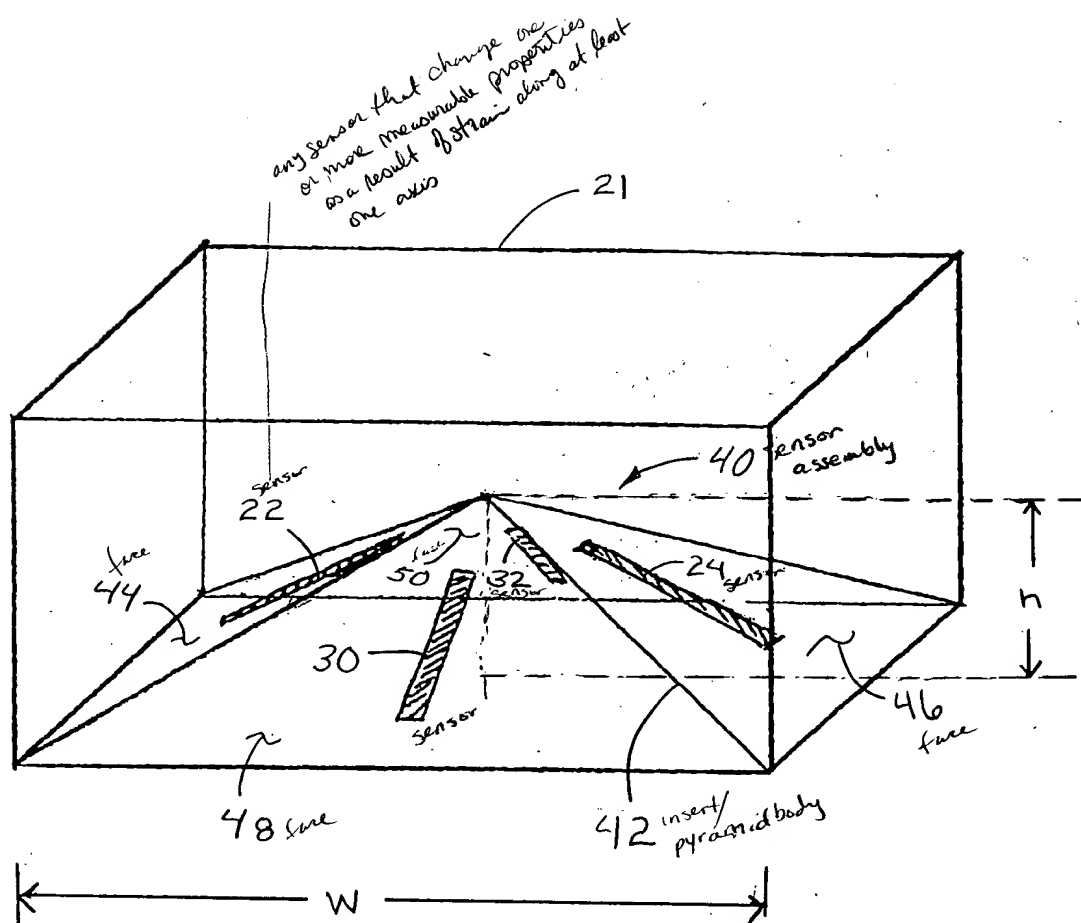 any sensor that change one
or more measurable properties
as a result of strain along at least
one axis
21
40 sensor
assembly
sensor
22
face
44
face
50
32
sensor
24 sensor
h
30
sensor
46
face
48 face
42 insert/
pyramid body
W